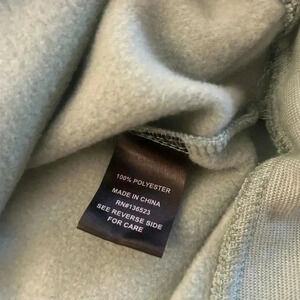 100% POLYESTER
MADE IN CHINA
RN#136523
SEE REVERSE SIDE
FOR CARE